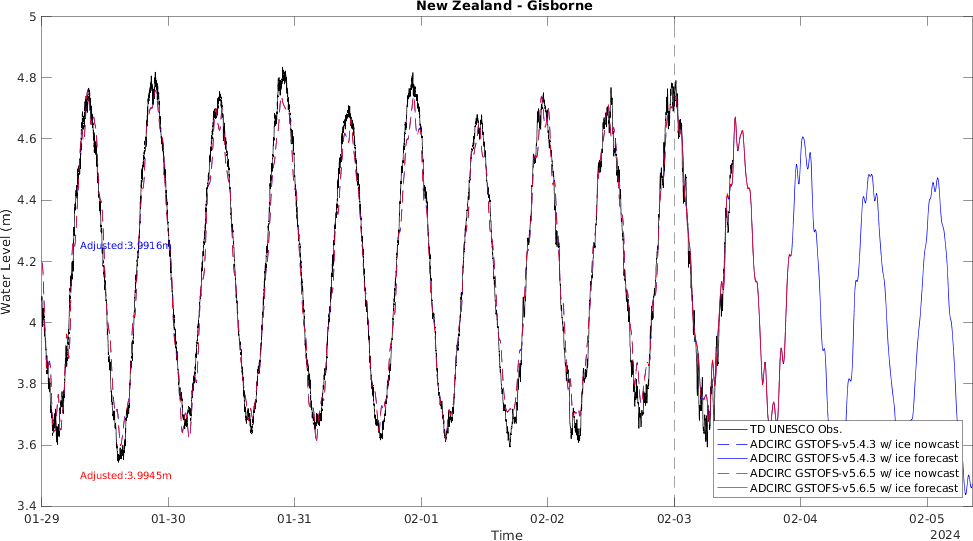 New Zealand - Gisborne
5
4.8
4.6
4.4
4.2
4
3.8
3.6
3.4
Water Level (m)
Adjusted:3.9916m
Adjusted:3.9945m
TD UNESCO Obs.
ADCIRC GSTOFS-v5.4.3 w/ ice nowcast
ADCIRC GSTOFS-v5.4.3 w/ ice forecast
ADCIRC GSTOFS-v5.6.5 w/ ice nowcast
ADCIRC GSTOFS-v5.6.5 w/ ice forecast
01-29 01-30 01-31 02-01 02-02 02-03 02-04 02-05
Time
2024